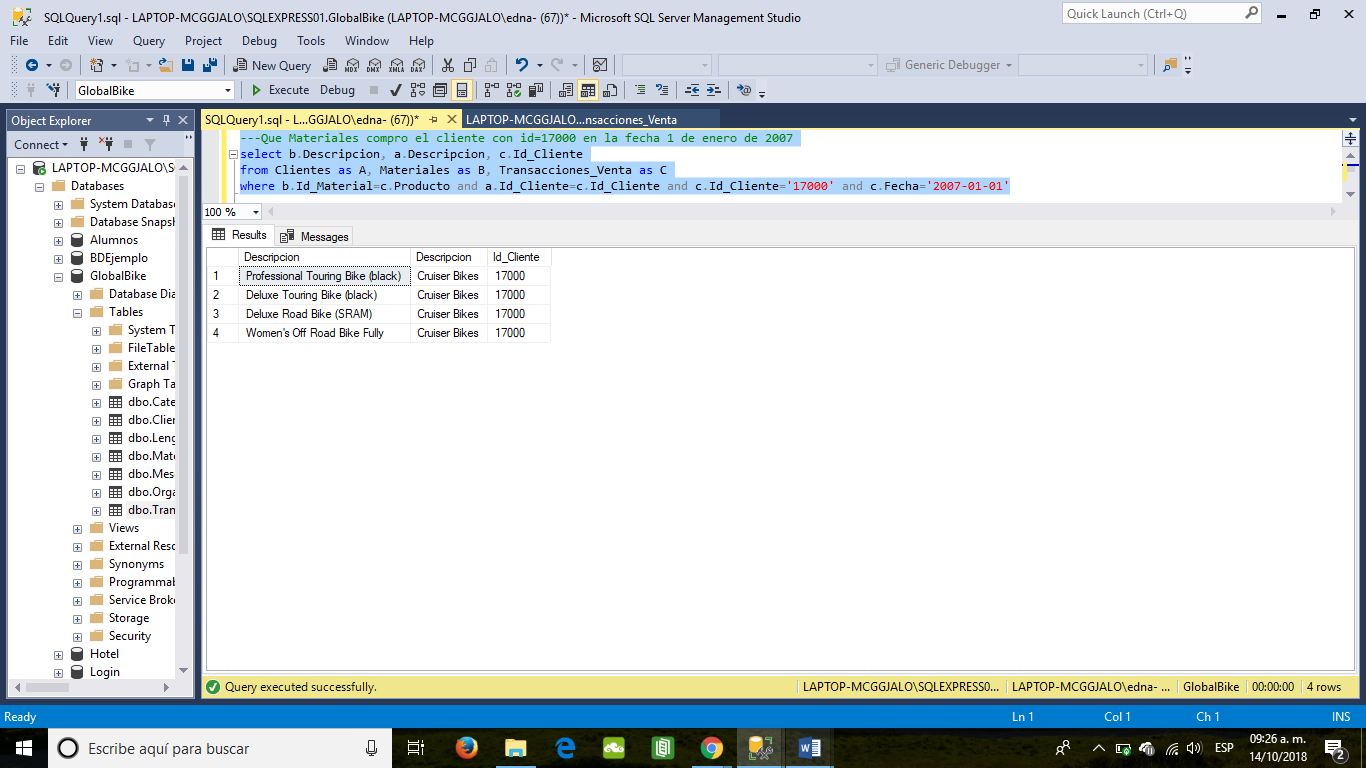 SQLQuery1.sql - LAPTOP-MCGGJALO\SQLEXPRESS01.GlobalBike (LAPTOP-MCGGJALO\edna- (67))* - Microsoft SQL Server Management Studio
Quick Launch (Ctrl+Q)
File Edit View Query Project Debug Tools Window Help
New Query
MDX DMX XMLA DAX
Generic Debugger
GlobalBike
Execute Debug
Object Explorer
Connect
LAPTOP-MCGGJALO\S
Databases
System Databas
Database Snapsh
Alumnos
BDEjemplo
GlobalBike
Database Dia
Tables
System T
FileTable
External T
Graph Ta
dbo.Cate
dbo.Clien
dbo.Leng
dbo.Mate
dbo.Mes
dbo.Orga
dbo.Tran
Views
External Reso
Synonyms
Programmab
Service Broke
Storage
Security
Hotel
Login
SQLQuery1.sql - L...GGJALO\edna- (67))*
LAPTOP-MCGGJALO...nsacciones_Venta
---Que Materiales compro el cliente con id=17000 en la fecha 1 de enero de 2007
select b.Descripcion, a.Descripcion, c.Id_Cliente
from Clientes as A, Materiales as B, Transacciones_Venta as C
where b.Id_Material=c.Producto and a.Id_Cliente=c.Id_Cliente and c.Id_Cliente='17000' and c.Fecha='2007-01-01'
100 %
Results Messages
Descripcion Descripcion Id_Cliente
1 Professional Touring Bike (black) Cruiser Bikes 17000
2 Deluxe Touring Bike (black) Cruiser Bikes 17000
3 Deluxe Road Bike (SRAM) Cruiser Bikes 17000
4 Women's Off Road Bike Fully Cruiser Bikes 17000
Query executed successfully.
LAPTOP-MCGGJALO\SQLEXPRESS0... LAPTOP-MCGGJALO\edna- ... GlobalBike 00:00:00 4 rows
Ready
Ln 1 Col 1 Ch 1 INS
Escribe aquí para buscar
ESP
09:26 a. m.
14/10/2018
2